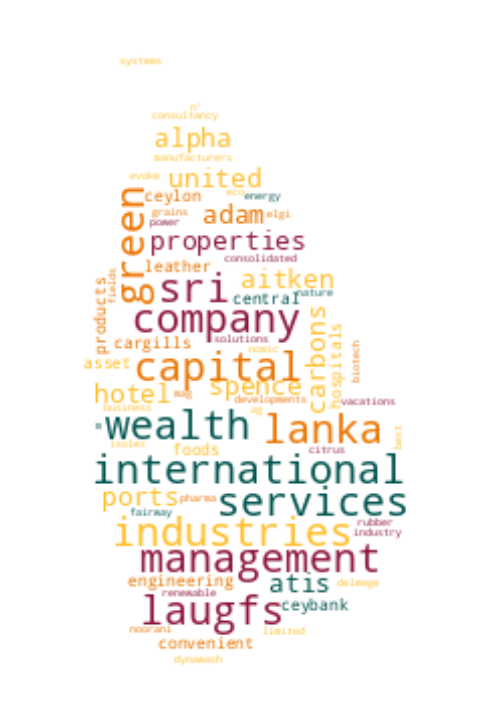 systems
n'
consultancy
alpha
manufacturers
evoke united
ceylon eco energy
green
grains adam elgi
power
properties
consolidated
leather
products
fields
sri aitken
central nature
company
carbons
hospitals
cargills solutions
nomic
biotech
asset capital
hotel mag spence
developments vacations
business ag
wealth lanka
best
isolez citrus
foods
international
ports pharma services
fairway
industries rubber
industry
management
engineering atis delmege
renewable
laugfs ceybank
noorani limited
convenient
dynawash